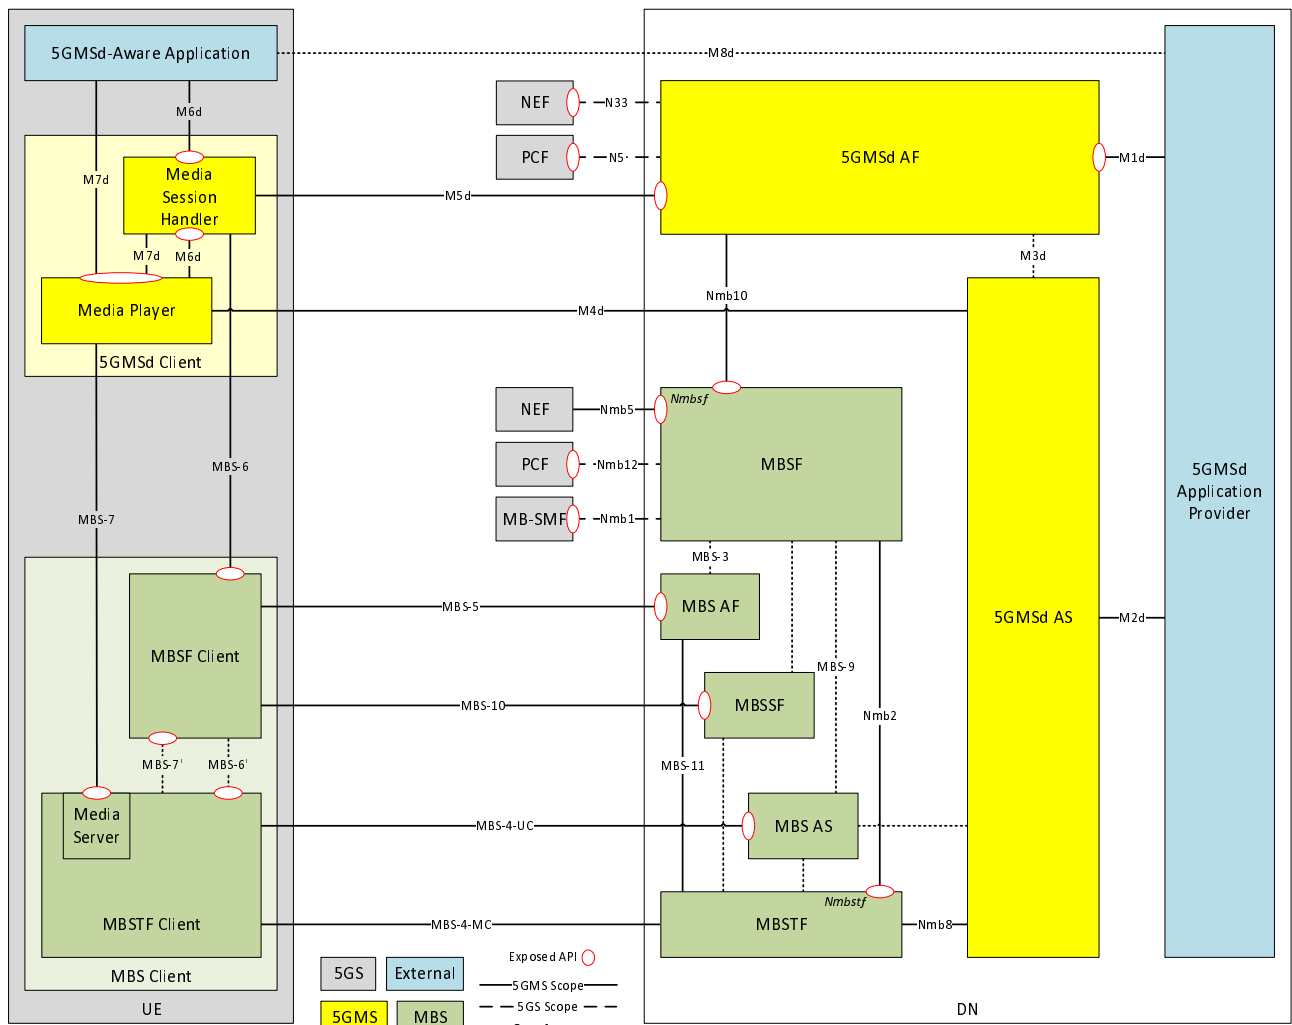 5GMSd-Aware Application
M8d
M6d
NEF
N33
PCF
N5
5GMSd AF
M1d
M7d
Media
Session
Handler
M5d
M7d
M6d
M3d
Media Player
M4d
Nmb10
5GMSd Client
NEF
Nmb5
Nmbsf
PCF
Nmb12
MBSF
MB-SMF
Nmb1
MBS-6
MBS-7
5GMSd
Application
Provider
MBS-3
MBS-5
MBS AF
5GMSd AS
M2d
MBSF Client
MBS-9
MBS-10
MBSSF
Nmb2
MBS-7'
MBS-6'
MBS-11
Media
Server
MBS-4-UC
MBS AS
Nmbstf
MBSTF Client
MBS-4-MC
MBSTF
Nmb8
MBS Client
UE
DN
5GS
External
5GMS
MBS
Exposed API
5GMS Scope
5GS Scope